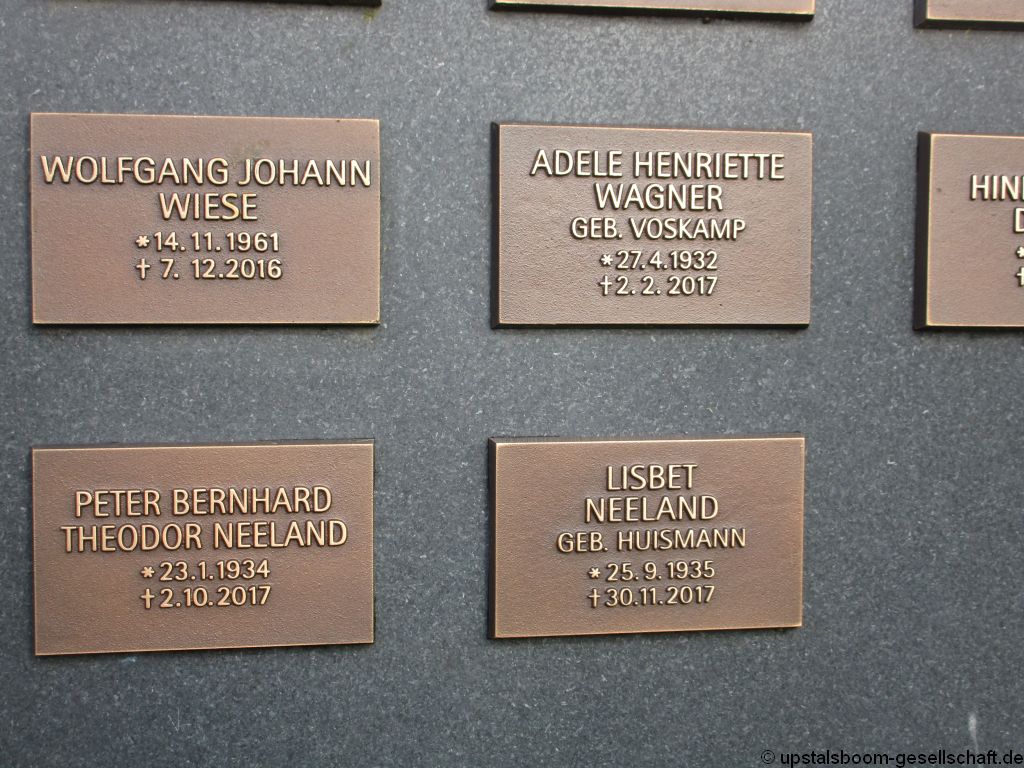 WOLFGANG JOHANN
WIESE
*14.11.1961
† 7. 12.2016
ADELE HENRIETTE
WAGNER
GEB. VOSKAMP
*27.4.1932
†2. 2. 2017
PETER BERNHARD
THEODOR NEELAND
*23.1.1934
†2.10.2017
LISBET
NEELAND
GEB. HUISMANN
*25.9.1935
†30.11.2017
© upstalsboom-gesellschaft.de